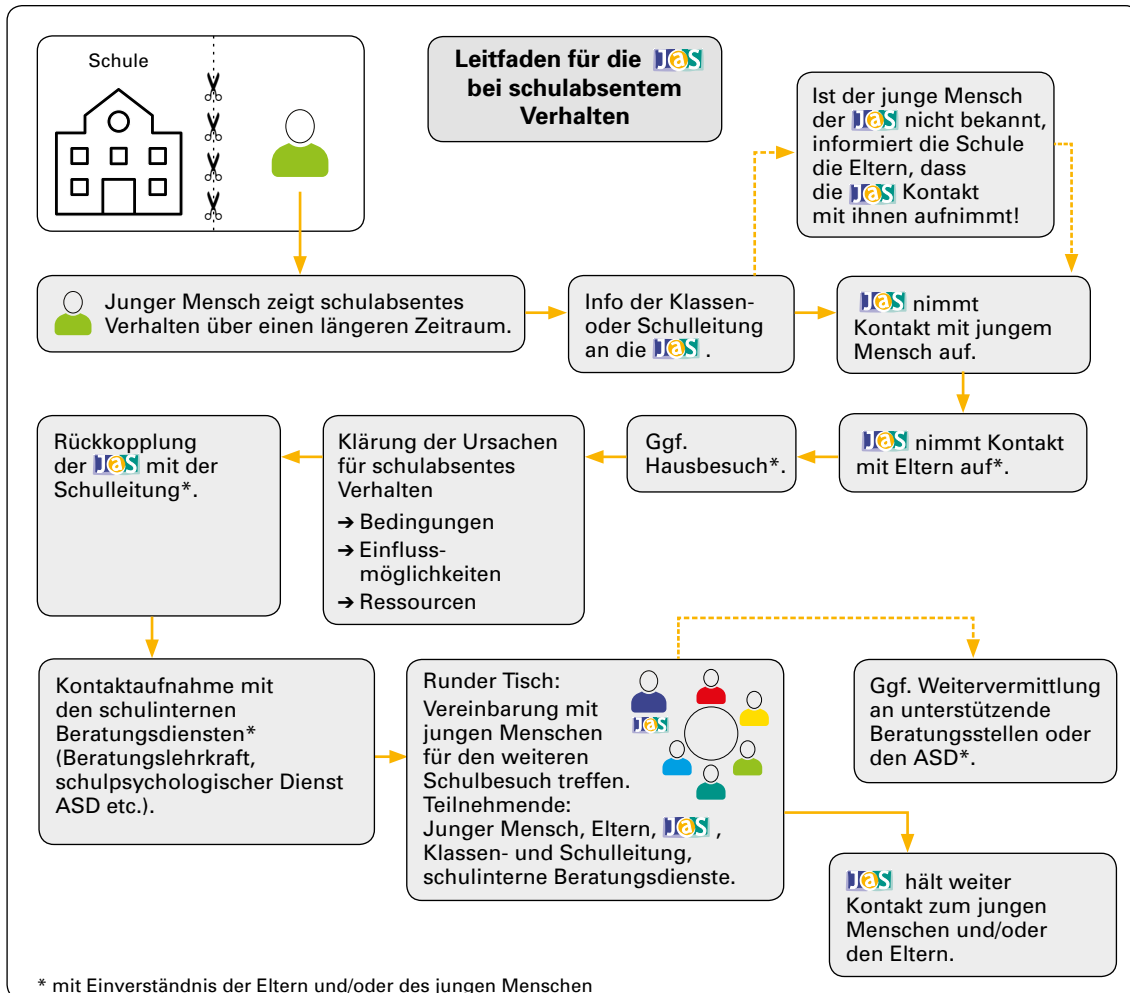 Schule
Leitfaden für die JaS
bei schulabsentem
Verhalten
Ist der junge Mensch
der JaS nicht bekannt,
informiert die Schule
die Eltern, dass
die JaS Kontakt
mit ihnen aufnimmt!
Junger Mensch zeigt schulabsentes
Verhalten über einen längeren Zeitraum.
Info der Klassen-
oder Schulleitung
an die JaS .
JaS nimmt
Kontakt mit jungem
Mensch auf.
JaS nimmt Kontakt
mit Eltern auf*.
Ggf.
Hausbesuch*.
Klärung der Ursachen
für schulabsentes
Verhalten
➔ Bedingungen
➔ Einfluss-
möglichkeiten
➔ Ressourcen
Rückkopplung
der JaS mit der
Schulleitung*.
Kontaktaufnahme mit
den schulinternen
Beratungsdiensten*
(Beratungslehrkraft,
schulpsychologischer Dienst
ASD etc.).
Runder Tisch:
Vereinbarung mit
jungen Menschen
für den weiteren
Schulbesuch treffen.
Teilnehmende:
Junger Mensch, Eltern, JaS ,
Klassen- und Schulleitung,
schulinterne Beratungsdienste.
JaS
Ggf. Weitervermittlung
an unterstützende
Beratungsstellen oder
den ASD*.
JaS hält weiter
Kontakt zum jungen
Menschen und/oder
den Eltern.
* mit Einverständnis der Eltern und/oder des jungen Menschen